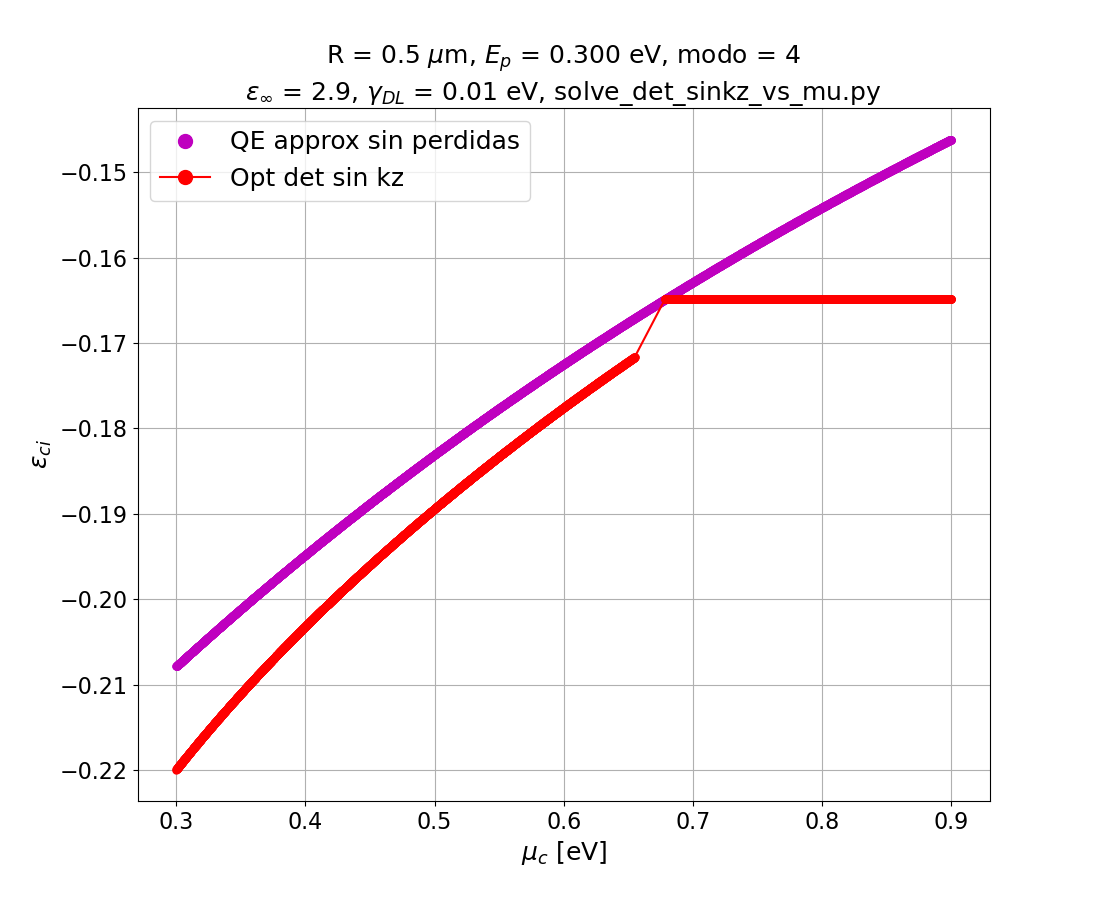 R = 0.5 μm, E_p = 0.300 eV, modo = 4
ε_∞ = 2.9, γ_DL = 0.01 eV, solve_det_sinkz_vs_mu.py
QE approx sin perdidas
Opt det sin kz
−0.15
−0.16
−0.17
−0.18
−0.19
−0.20
−0.21
−0.22
ε_ci
0.3 0.4 0.5 0.6 0.7 0.8 0.9
μ_c [eV]